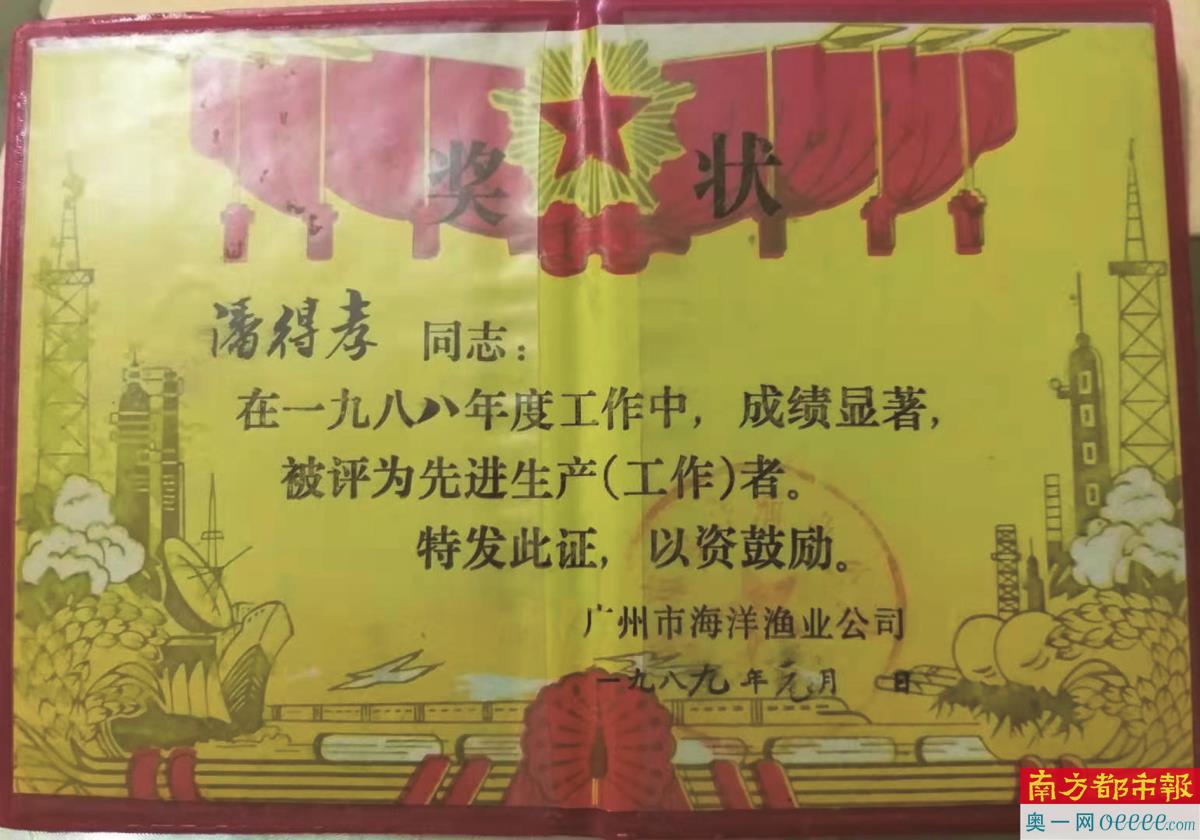 奖 状
潘得孝 同志：
在一九八八年度工作中，成绩显著，
被评为先进生产(工作)者。
特发此证，以资鼓励。
广州市海洋渔业公司
一九八九年元月 日
南方都市報
奥一网oeeee.com